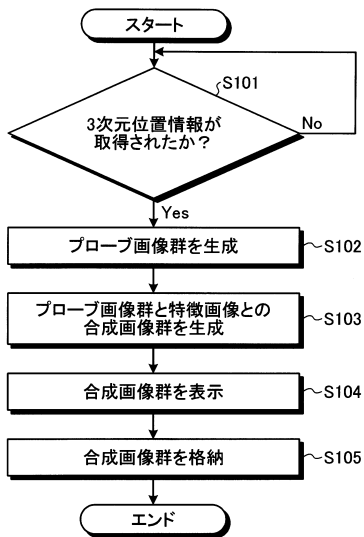 スタート
S101
3次元位置情報が
取得されたか？
No
Yes
プローブ画像群を生成
S102
プローブ画像群と特徴画像との
合成画像群を生成
S103
合成画像群を表示
S104
合成画像群を格納
S105
エンド